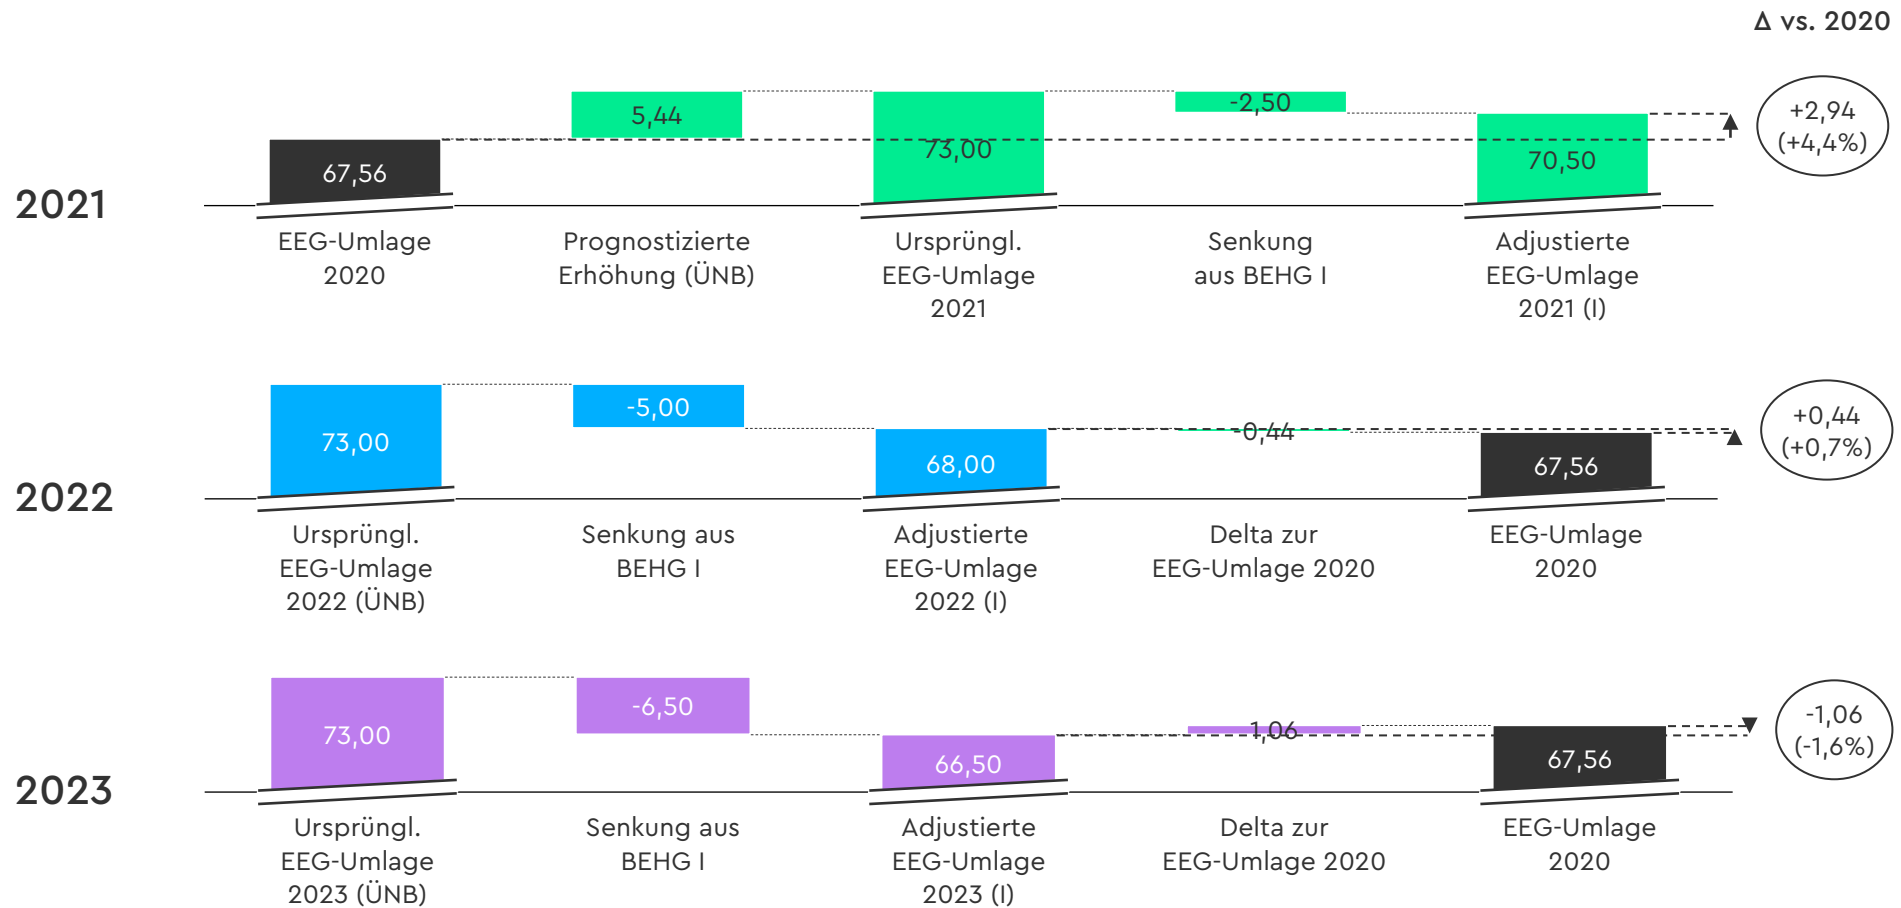 Δ vs. 2020
2021
67,56
5,44
73,00
-2,50
70,50
+2,94
(+4,4%)
EEG-Umlage
2020
Prognostizierte
Erhöhung (ÜNB)
Ursprüngl.
EEG-Umlage
2021
Senkung
aus BEHG I
Adjustierte
EEG-Umlage
2021 (I)
2022
73,00
-5,00
68,00
-0,44
67,56
+0,44
(+0,7%)
Ursprüngl.
EEG-Umlage
2022 (ÜNB)
Senkung aus
BEHG I
Adjustierte
EEG-Umlage
2022 (I)
Delta zur
EEG-Umlage 2020
EEG-Umlage
2020
2023
73,00
-6,50
66,50
1,06
67,56
-1,06
(-1,6%)
Ursprüngl.
EEG-Umlage
2023 (ÜNB)
Senkung aus
BEHG I
Adjustierte
EEG-Umlage
2023 (I)
Delta zur
EEG-Umlage 2020
EEG-Umlage
2020